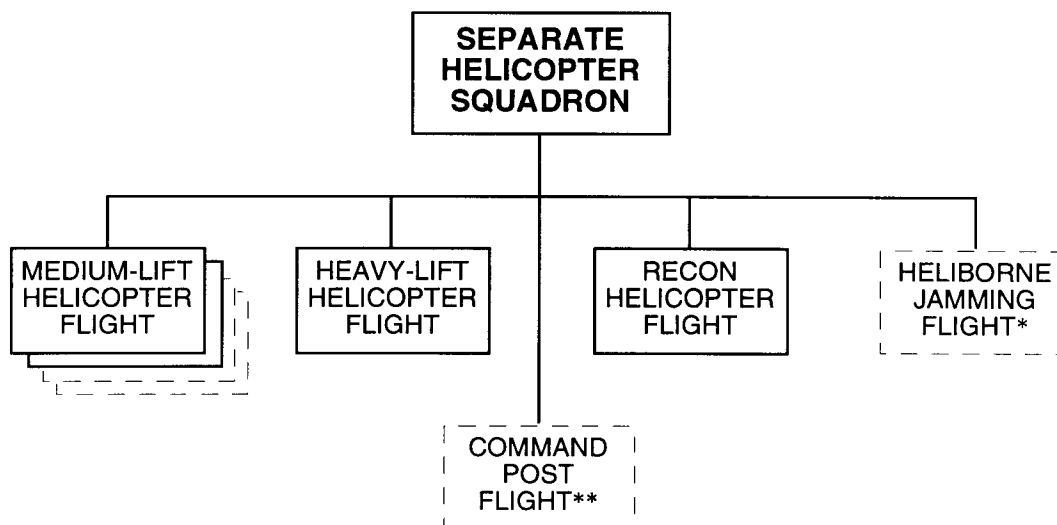 SEPARATE
HELICOPTER
SQUADRON
MEDIUM-LIFT
HELICOPTER
FLIGHT
HEAVY-LIFT
HELICOPTER
FLIGHT
RECON
HELICOPTER
FLIGHT
HELIBORNE
JAMMING
FLIGHT*
COMMAND
POST
FLIGHT**